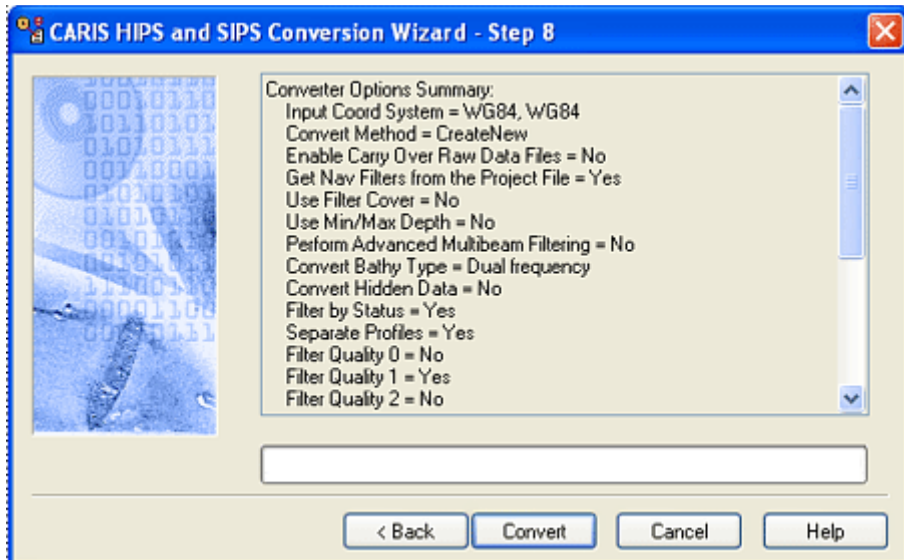 CARIS HIPS and SIPS Conversion Wizard - Step 8
Converter Options Summary:
Input Coord System = WG84, WG84
Convert Method = CreateNew
Enable Carry Over Raw Data Files = No
Get Nav Filters from the Project File = Yes
Use Filter Cover = No
Use Min/Max Depth = No
Perform Advanced Multibeam Filtering = No
Convert Bathy Type = Dual frequency
Convert Hidden Data = No
Filter by Status = Yes
Separate Profiles = Yes
Filter Quality 0 = No
Filter Quality 1 = Yes
Filter Quality 2 = No
< Back
Convert
Cancel
Help